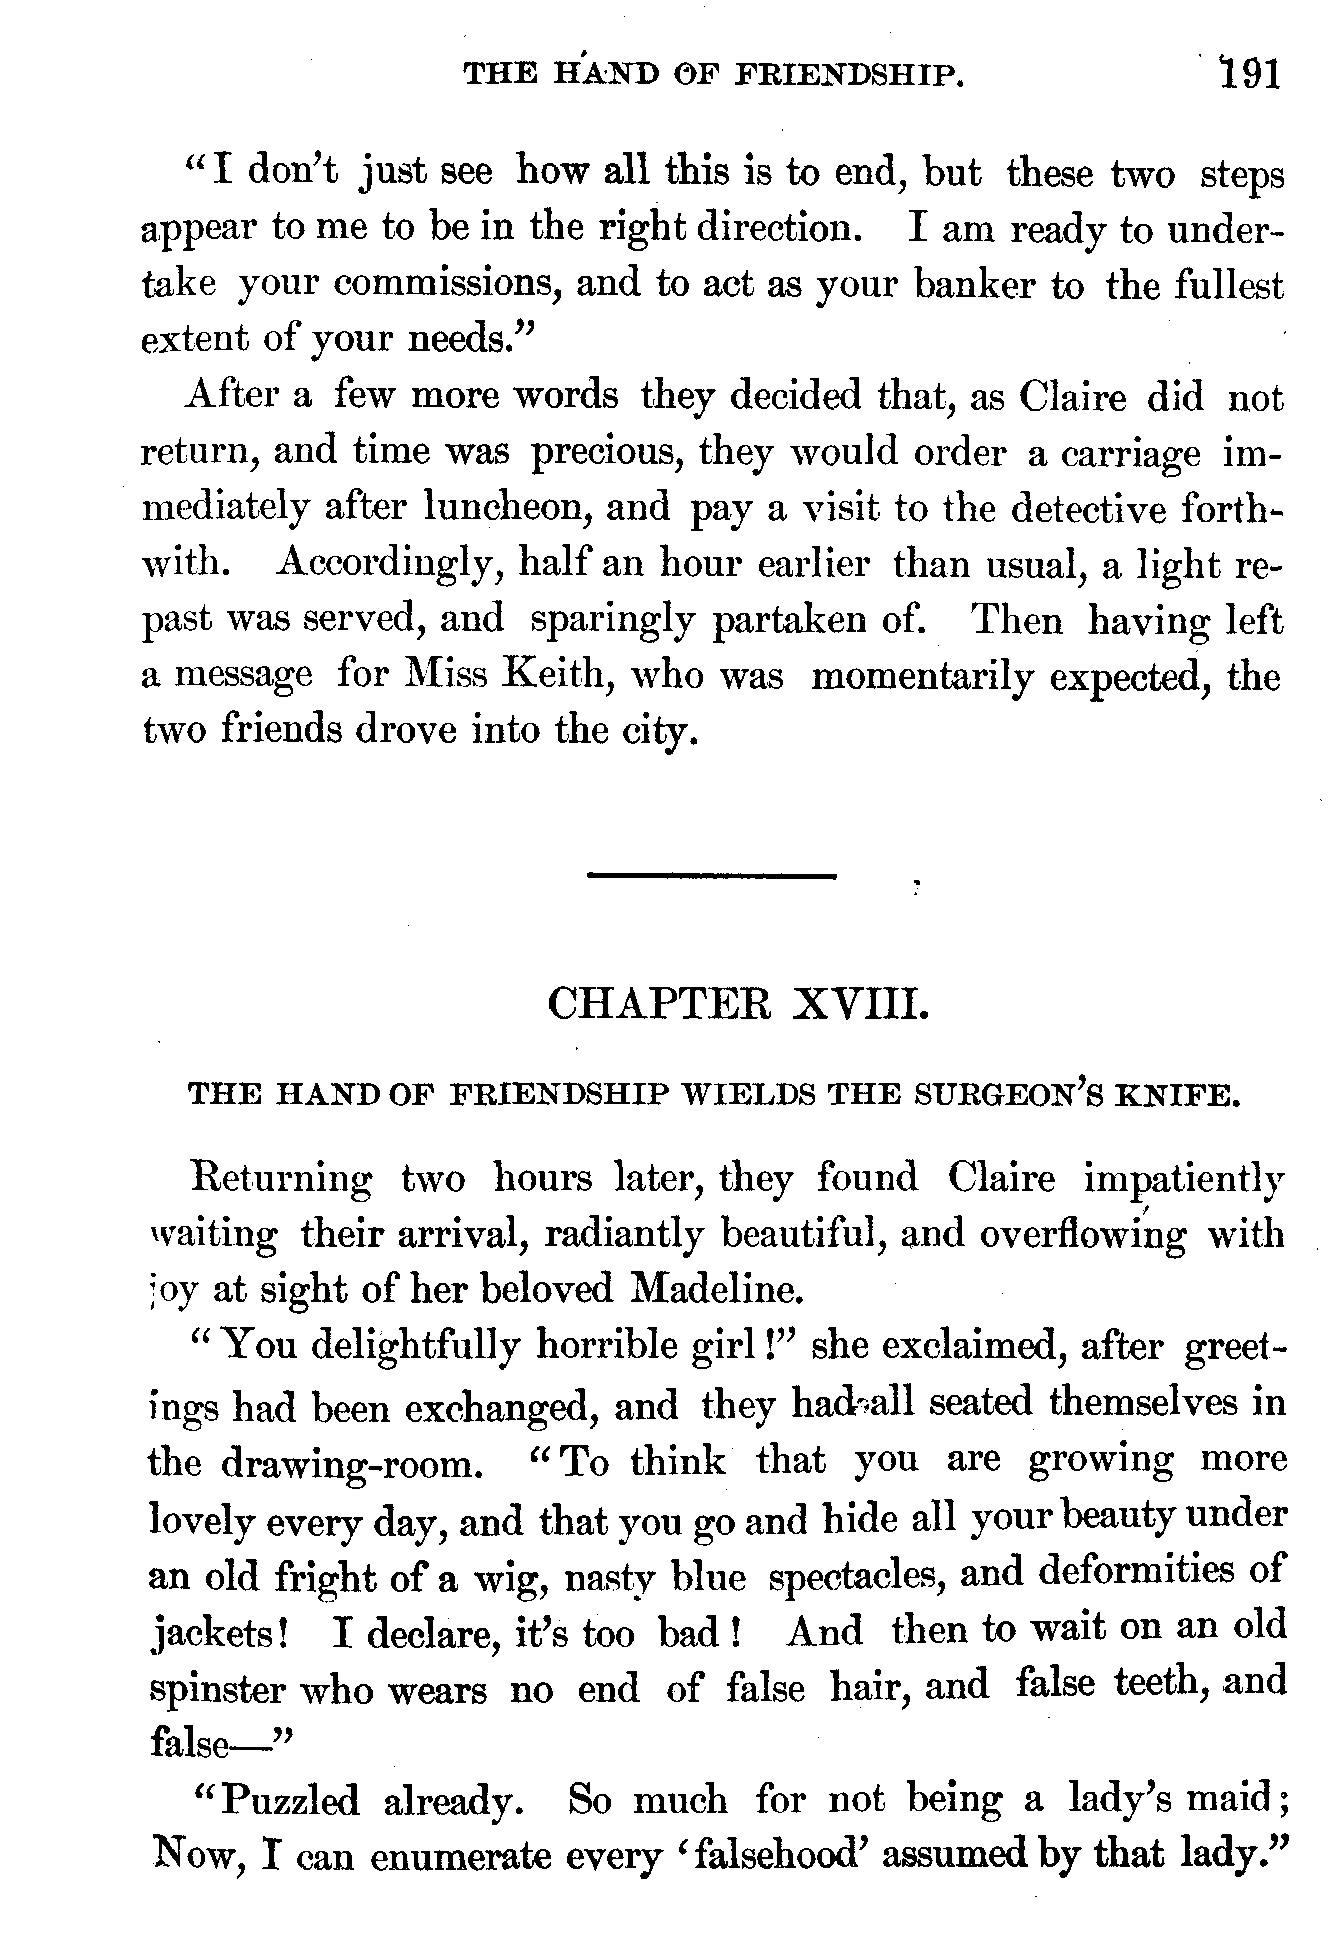 THE HAND OF FRIENDSHIP. 191
“I don’t just see how all this is to end, but these two steps
appear to me to be in the right direction. I am ready to under-
take your commissions, and to act as your banker to the fullest
extent of your needs.”
After a few more words they decided that, as Claire did not
return, and time was precious, they would order a carriage im-
mediately after luncheon, and pay a visit to the detective forth-
with. Accordingly, half an hour earlier than usual, a light re-
past was served, and sparingly partaken of. Then having left
a message for Miss Keith, who was momentarily expected, the
two friends drove into the city.
CHAPTER XVIII.
THE HAND OF FRIENDSHIP WIELDS THE SURGEON’S KNIFE.
Returning two hours later, they found Claire impatiently
waiting their arrival, radiantly beautiful, and overflowing with
joy at sight of her beloved Madeline.
“You delightfully horrible girl!” she exclaimed, after greet-
ings had been exchanged, and they had all seated themselves in
the drawing-room. “To think that you are growing more
lovely every day, and that you go and hide all your beauty under
an old fright of a wig, nasty blue spectacles, and deformities of
jackets! I declare, it’s too bad! And then to wait on an old
spinster who wears no end of false hair, and false teeth, and
false—”
“Puzzled already. So much for not being a lady’s maid;
Now, I can enumerate every ‘falsehood’ assumed by that lady.”